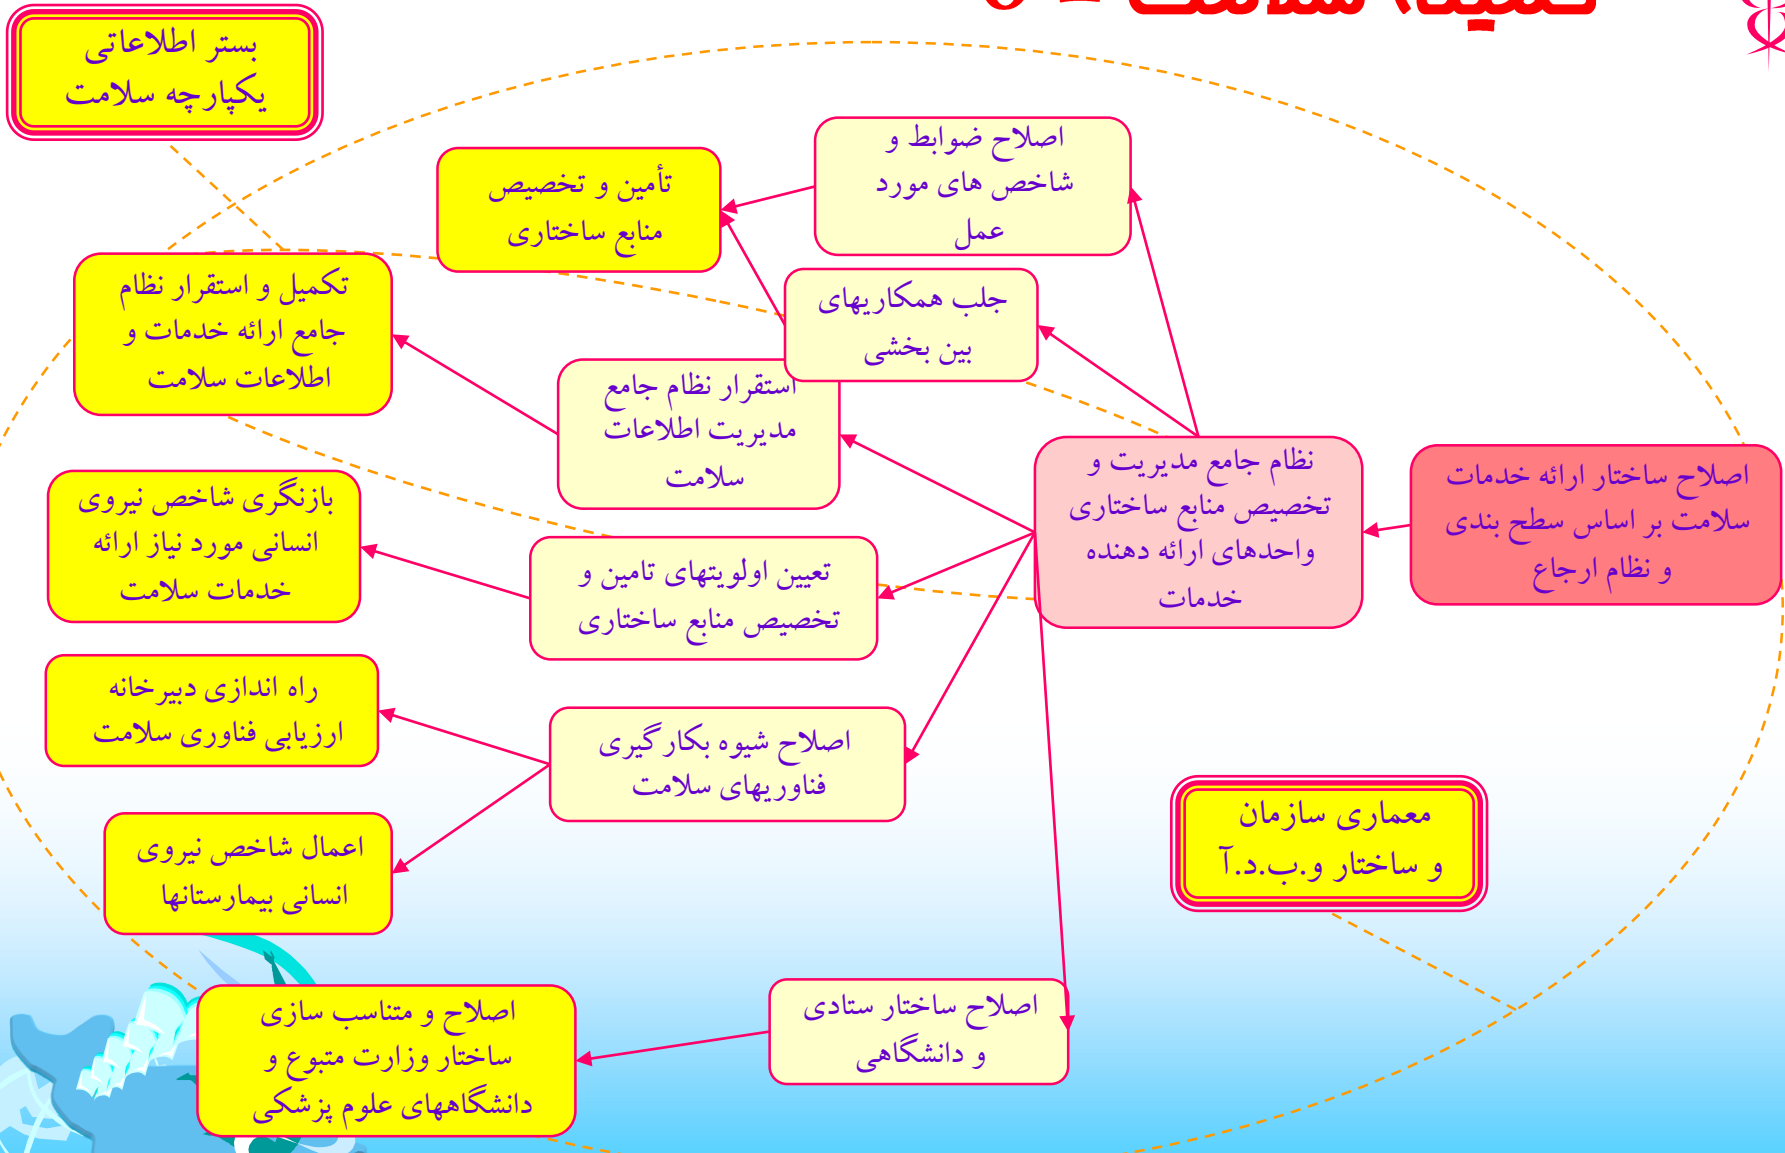 بستر اطلاعاتی
یکپارچه سلامت
اصلاح ضوابط و
شاخص های مورد
عمل
تأمین و تخصیص
منابع ساختاری
جلب همکاریهای
بین بخشی
تکمیل و استقرار نظام
جامع ارائه خدمات و
اطلاعات سلامت
استقرار نظام جامع
مدیریت اطلاعات
سلامت
اصلاح ساختار ارائه خدمات
سلامت بر اساس سطح بندی
و نظام ارجاع
نظام جامع مدیریت و
تخصیص منابع ساختاری
واحدهای ارائه دهنده
خدمات
بازنگری شاخص نیروی
انسانی مورد نیاز ارائه
خدمات سلامت
تعیین اولویتهای تامین و
تخصیص منابع ساختاری
راه اندازی دبیرخانه
ارزیابی فناوری سلامت
اصلاح شیوه بکارگیری
فناوریهای سلامت
معماری سازمان
و ساختار و.ب.د.آ
اعمال شاخص نیروی
انسانی بیمارستانها
اصلاح ساختار ستادی
و دانشگاهی
اصلاح و متناسب سازی
ساختار وزارت متبوع و
دانشگاههای علوم پزشکی